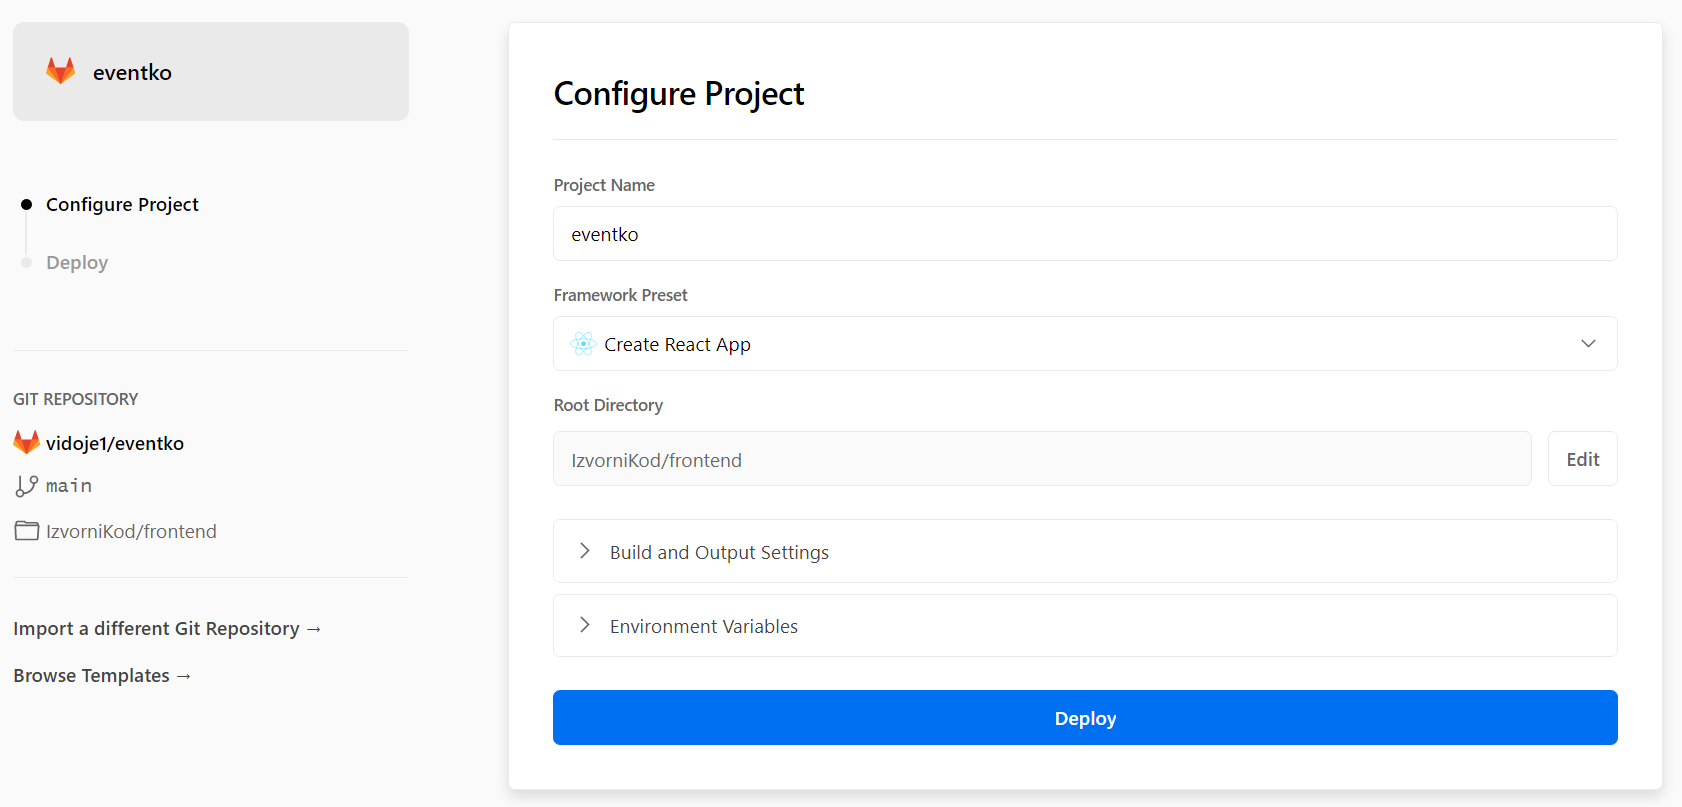 eventko
Configure Project
Deploy
GIT REPOSITORY
vidoje1/eventko
main
IzvorniKod/frontend
Import a different Git Repository →
Browse Templates →
Configure Project
Project Name
eventko
Framework Preset
Create React App
Root Directory
IzvorniKod/frontend
Edit
Build and Output Settings
Environment Variables
Deploy